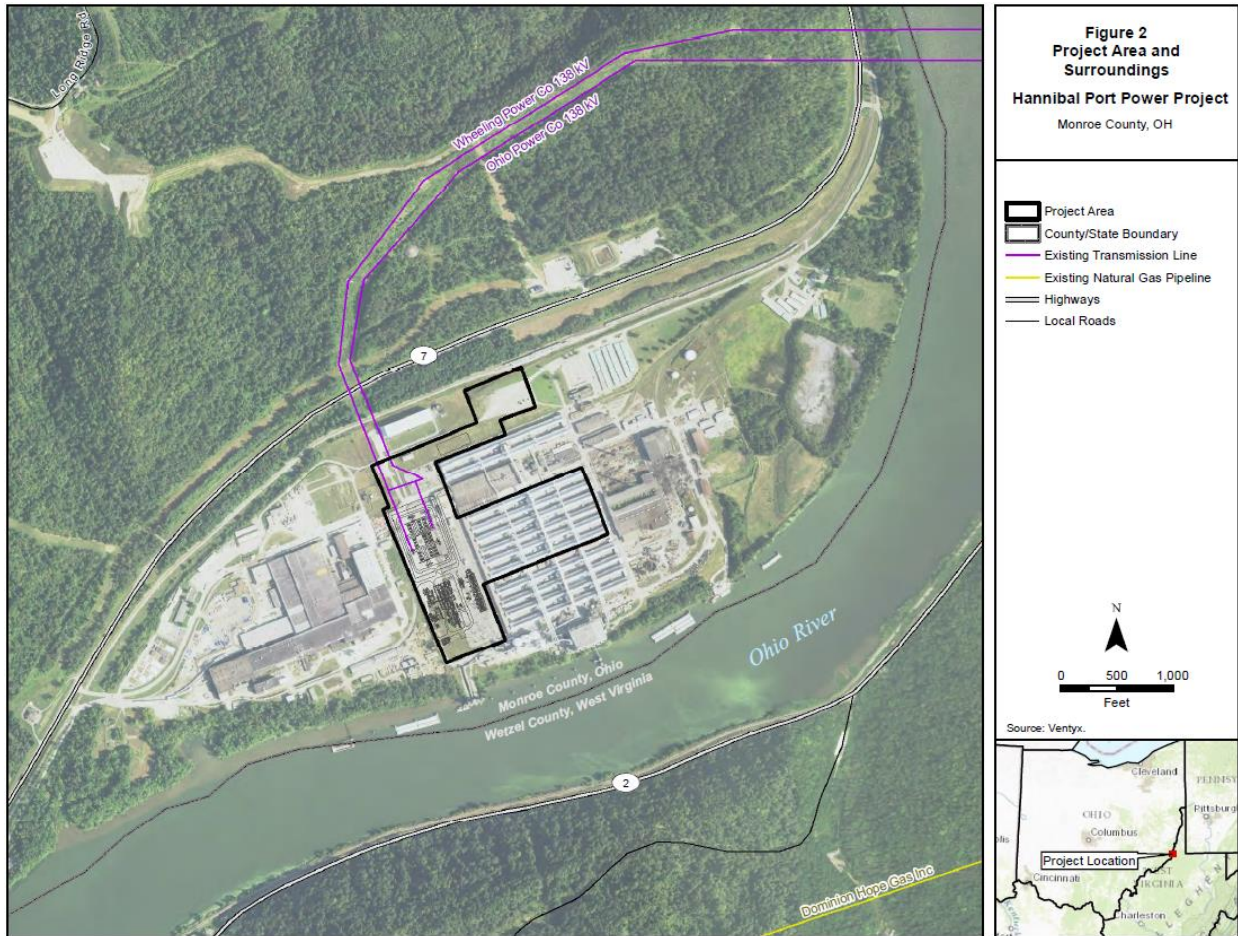 Long Ridge Rd
Wheeling Power Co 138 kV
Ohio Power Co 138 kV
7
Monroe County, Ohio
Wetzel County, West Virginia
Ohio River
2
Dominion Hope Gas Inc
Figure 2
Project Area and
Surroundings
Hannibal Port Power Project
Monroe County, OH
Project Area
County/State Boundary
Existing Transmission Line
Existing Natural Gas Pipeline
Highways
Local Roads
N
0 500 1,000
Feet
Source: Ventyx.
Cleveland
PENNSY
Pittsburgh
OHIO
Columbus
Project Location
Cincinnati
VIRGINIA
Charleston